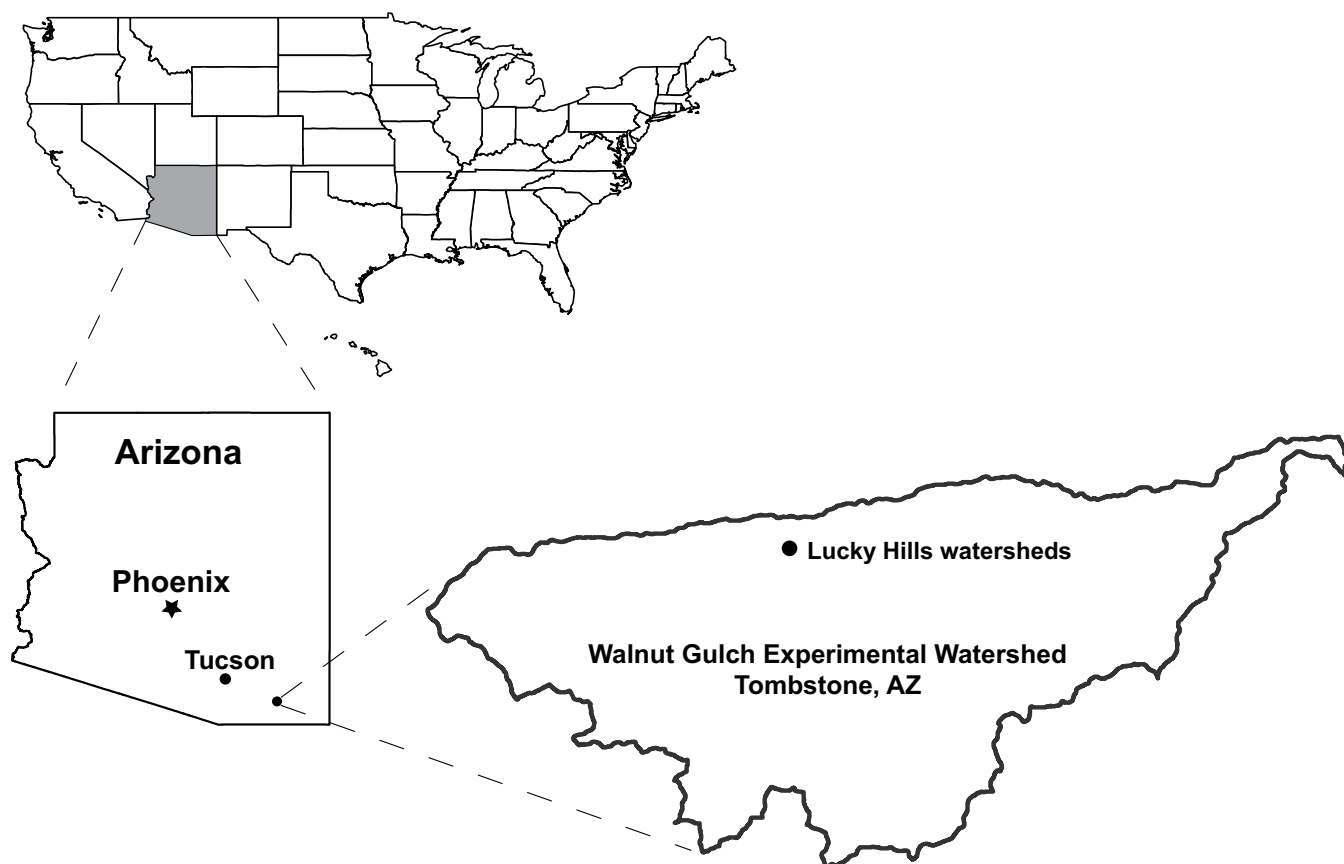 Arizona
Phoenix
Tucson
Lucky Hills watersheds
Walnut Gulch Experimental Watershed
Tombstone, AZ